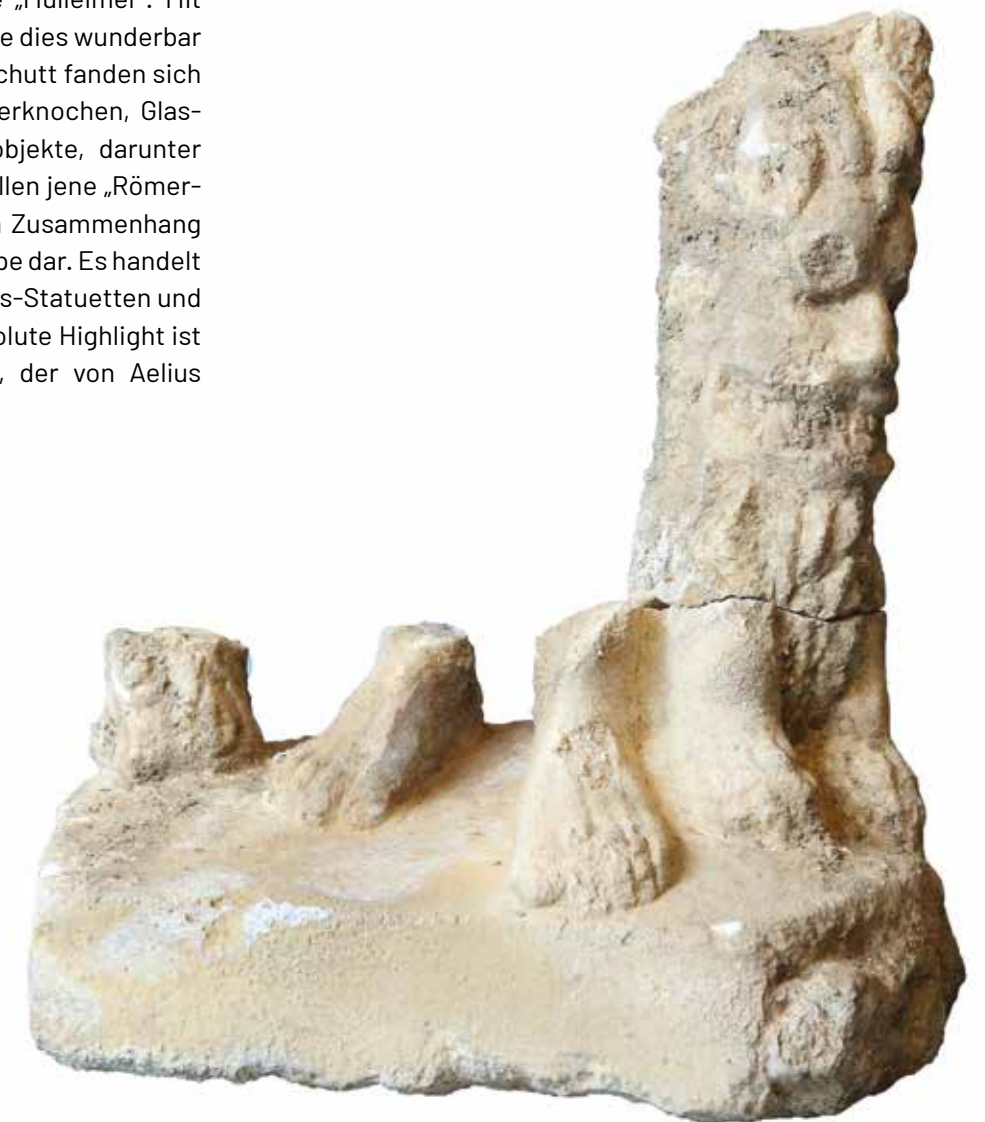 e „Mülleimer“. Mit
e dies wunderbar
chutt fanden sich
erknochen, Glas-
objekte, darunter
llen jene „Römer-
Zusammenhang
be dar. Es handelt
s-Statuetten und
olute Highlight ist
, der von Aelius